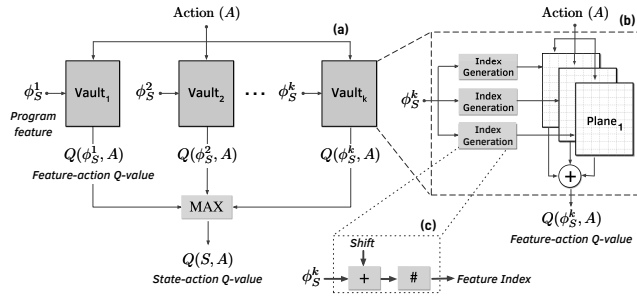 Action (A)
(a)
ϕ_S^1
Vault_1
ϕ_S^2
Vault_2
...
ϕ_S^k
Vault_k
Program
feature
Q(ϕ_S^1, A)
Q(ϕ_S^2, A)
Q(ϕ_S^k, A)
Feature-action Q-value
MAX
Q(S, A)
State-action Q-value
Action (A)
(b)
ϕ_S^k
Index
Generation
Index
Generation
Index
Generation
Plane_1
+
Q(ϕ_S^k, A)
Feature-action Q-value
(c)
Shift
ϕ_S^k
+
#
Feature Index